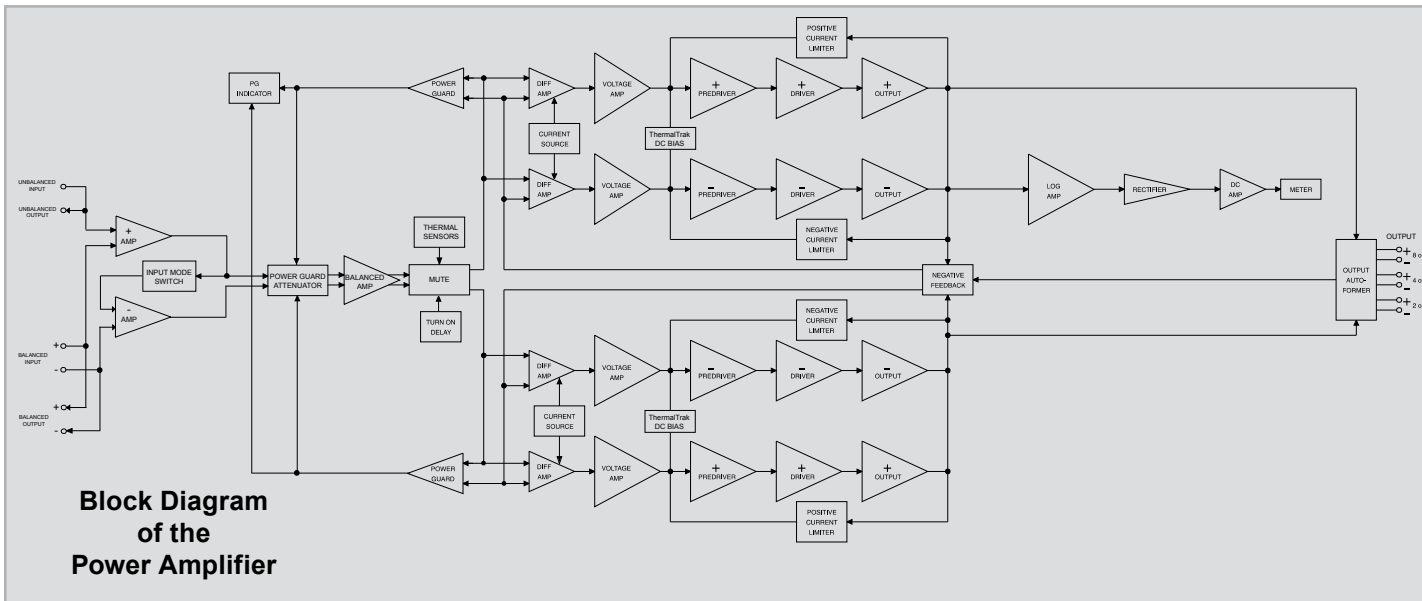 POSITIVE
CURRENT
LIMITER
PG
INDICATOR
POWER
GUARD
DIFF
AMP
VOLTAGE
AMP
+
PREDRIVER
+
DRIVER
+
OUTPUT
CURRENT
SOURCE
ThermalTrak
DC BIAS
UNBALANCED
INPUT
UNBALANCED
OUTPUT
DIFF
AMP
VOLTAGE
AMP
-
PREDRIVER
-
DRIVER
-
OUTPUT
LOG
AMP
RECTIFIER
DC
AMP
METER
+
AMP
THERMAL
SENSORS
NEGATIVE
CURRENT
LIMITER
INPUT MODE
SWITCH
POWER GUARD
ATTENUATOR
BALANCED
AMP
MUTE
NEGATIVE
FEEDBACK
OUTPUT
AUTO-
FORMER
OUTPUT
+
-
8 o
+
-
4 o
+
-
2 o
-
AMP
TURN ON
DELAY
NEGATIVE
CURRENT
LIMITER
BALANCED
INPUT
+
-
DIFF
AMP
VOLTAGE
AMP
-
PREDRIVER
-
DRIVER
-
OUTPUT
BALANCED
OUTPUT
+
-
CURRENT
SOURCE
ThermalTrak
DC BIAS
POWER
GUARD
DIFF
AMP
VOLTAGE
AMP
+
PREDRIVER
+
DRIVER
+
OUTPUT
POSITIVE
CURRENT
LIMITER
Block Diagram
of the
Power Amplifier